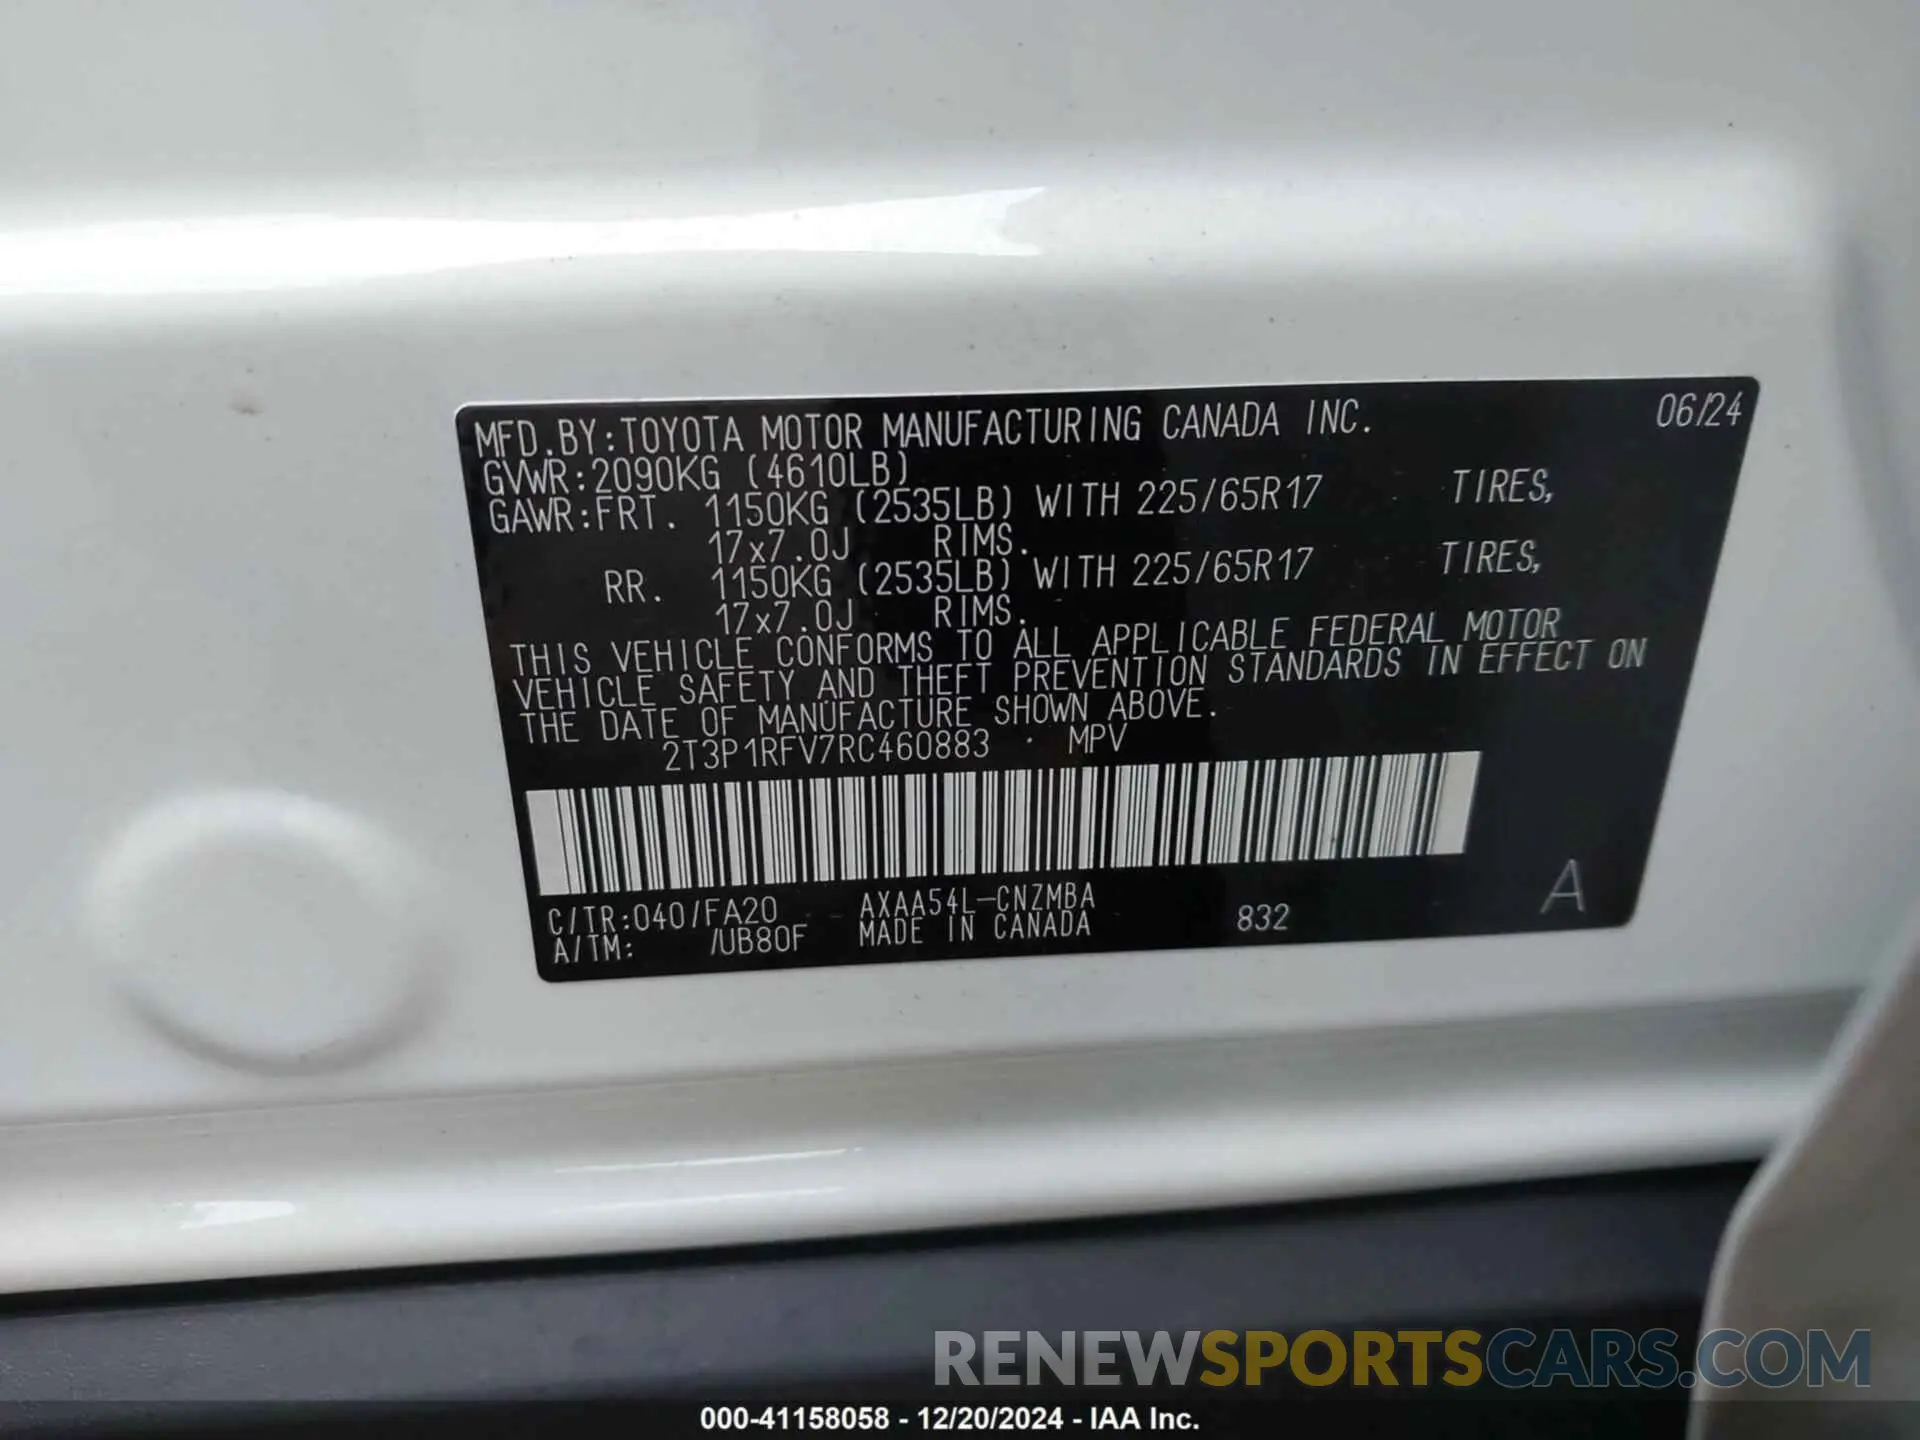 MFD.BY:TOYOTA MOTOR MANUFACTURING CANADA INC. 06/24
GVWR:2090KG (4610LB)
GAWR:FRT. 1150KG (2535LB) WITH 225/65R17 TIRES,
17x7.0J RIMS.
RR. 1150KG (2535LB) WITH 225/65R17 TIRES,
17x7.0J RIMS.
THIS VEHICLE CONFORMS TO ALL APPLICABLE FEDERAL MOTOR
VEHICLE SAFETY AND THEFT PREVENTION STANDARDS IN EFFECT ON
THE DATE OF MANUFACTURE SHOWN ABOVE.
2T3P1RFV7RC460883 MPV
C/TR:040/FA20 AXAA54L-CNZMBA
A/TM: /UB80F MADE IN CANADA 832 A
RENEWSPORTSCARS.COM
000-41158058 - 12/20/2024 - IAA Inc.